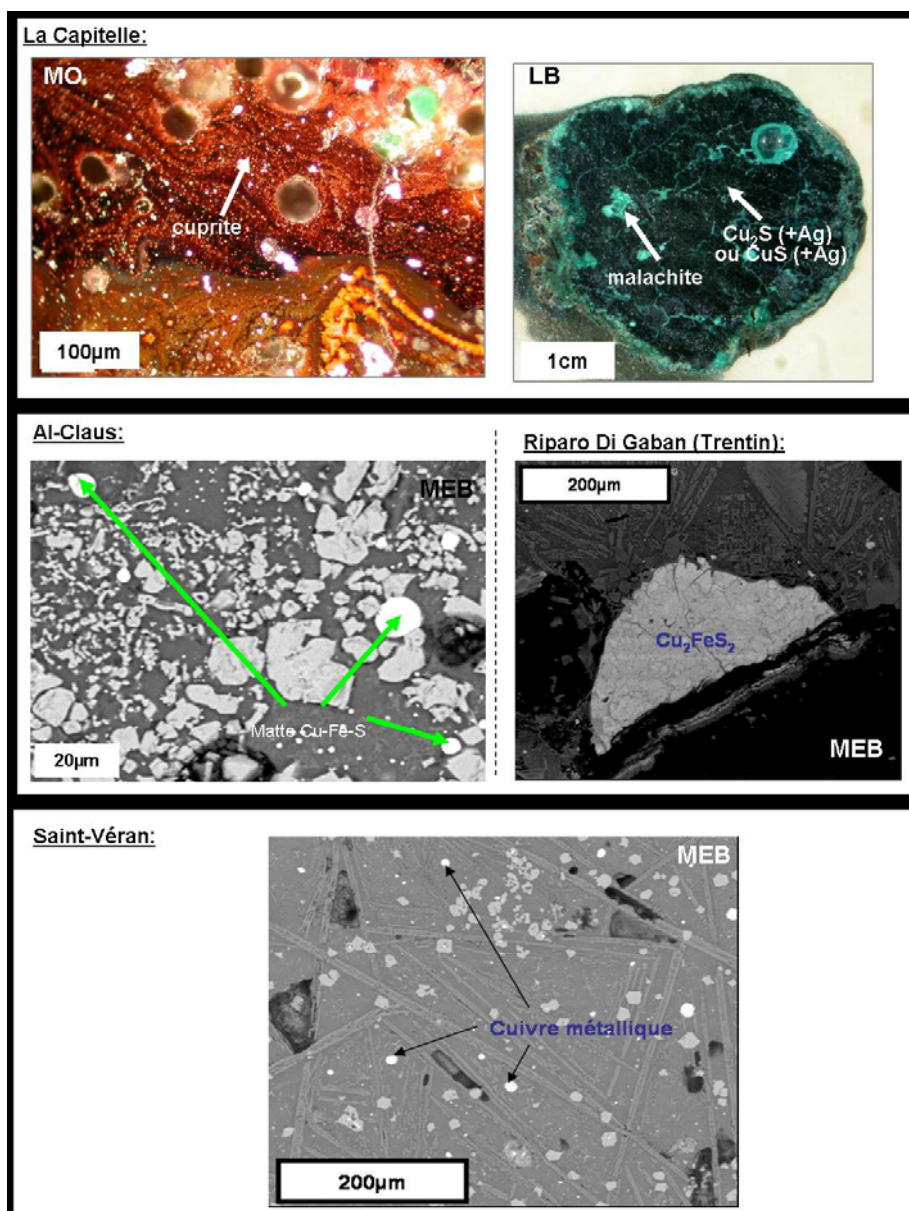 La Capitelle:
MO
cuprite
100µm
LB
Cu₂S (+Ag)
ou CuS (+Ag)
malachite
1cm
Al-Claus:
MEB
Matte Cu-Fe-S
20µm
Riparo Di Gaban (Trentin):
200µm
Cu₂FeS₂
MEB
Saint-Véran:
MEB
Cuivre métallique
200µm